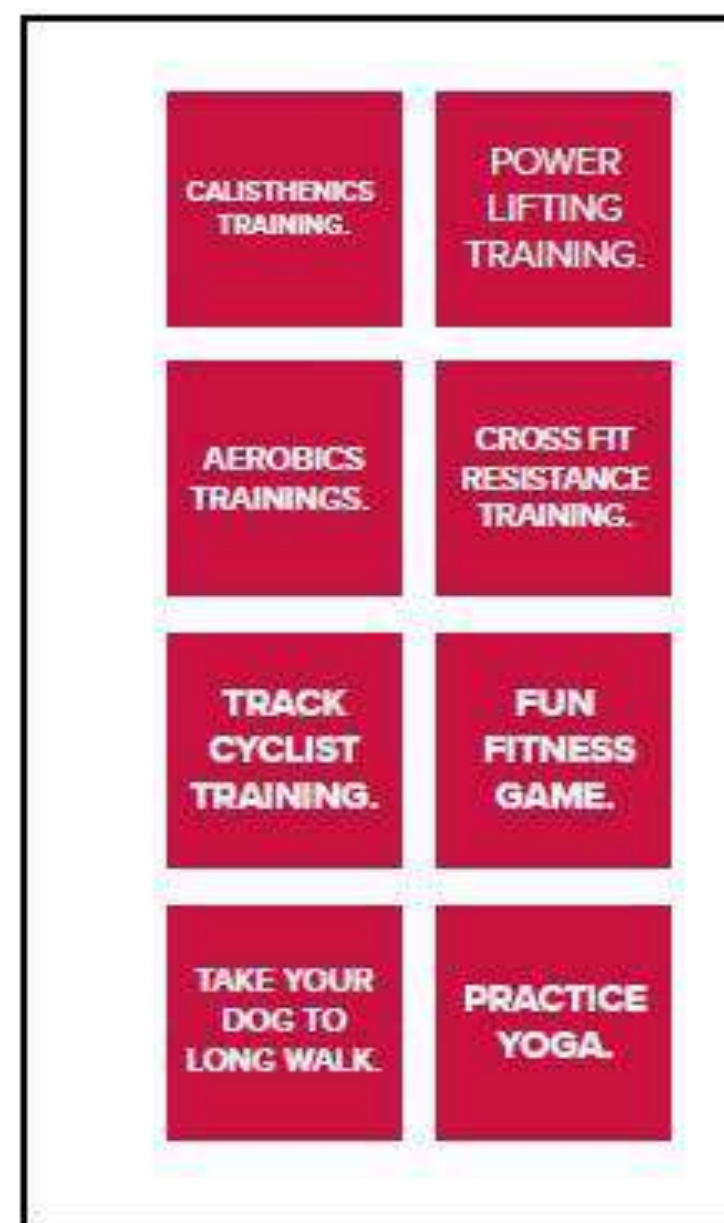 CALISTHENICS
TRAINING.
POWER
LIFTING
TRAINING.
AEROBICS
TRAININGS.
CROSS FIT
RESISTANCE
TRAINING.
TRACK
CYCLIST
TRAINING.
FUN
FITNESS
GAME.
TAKE YOUR
DOG TO
LONG WALK.
PRACTICE
YOGA.